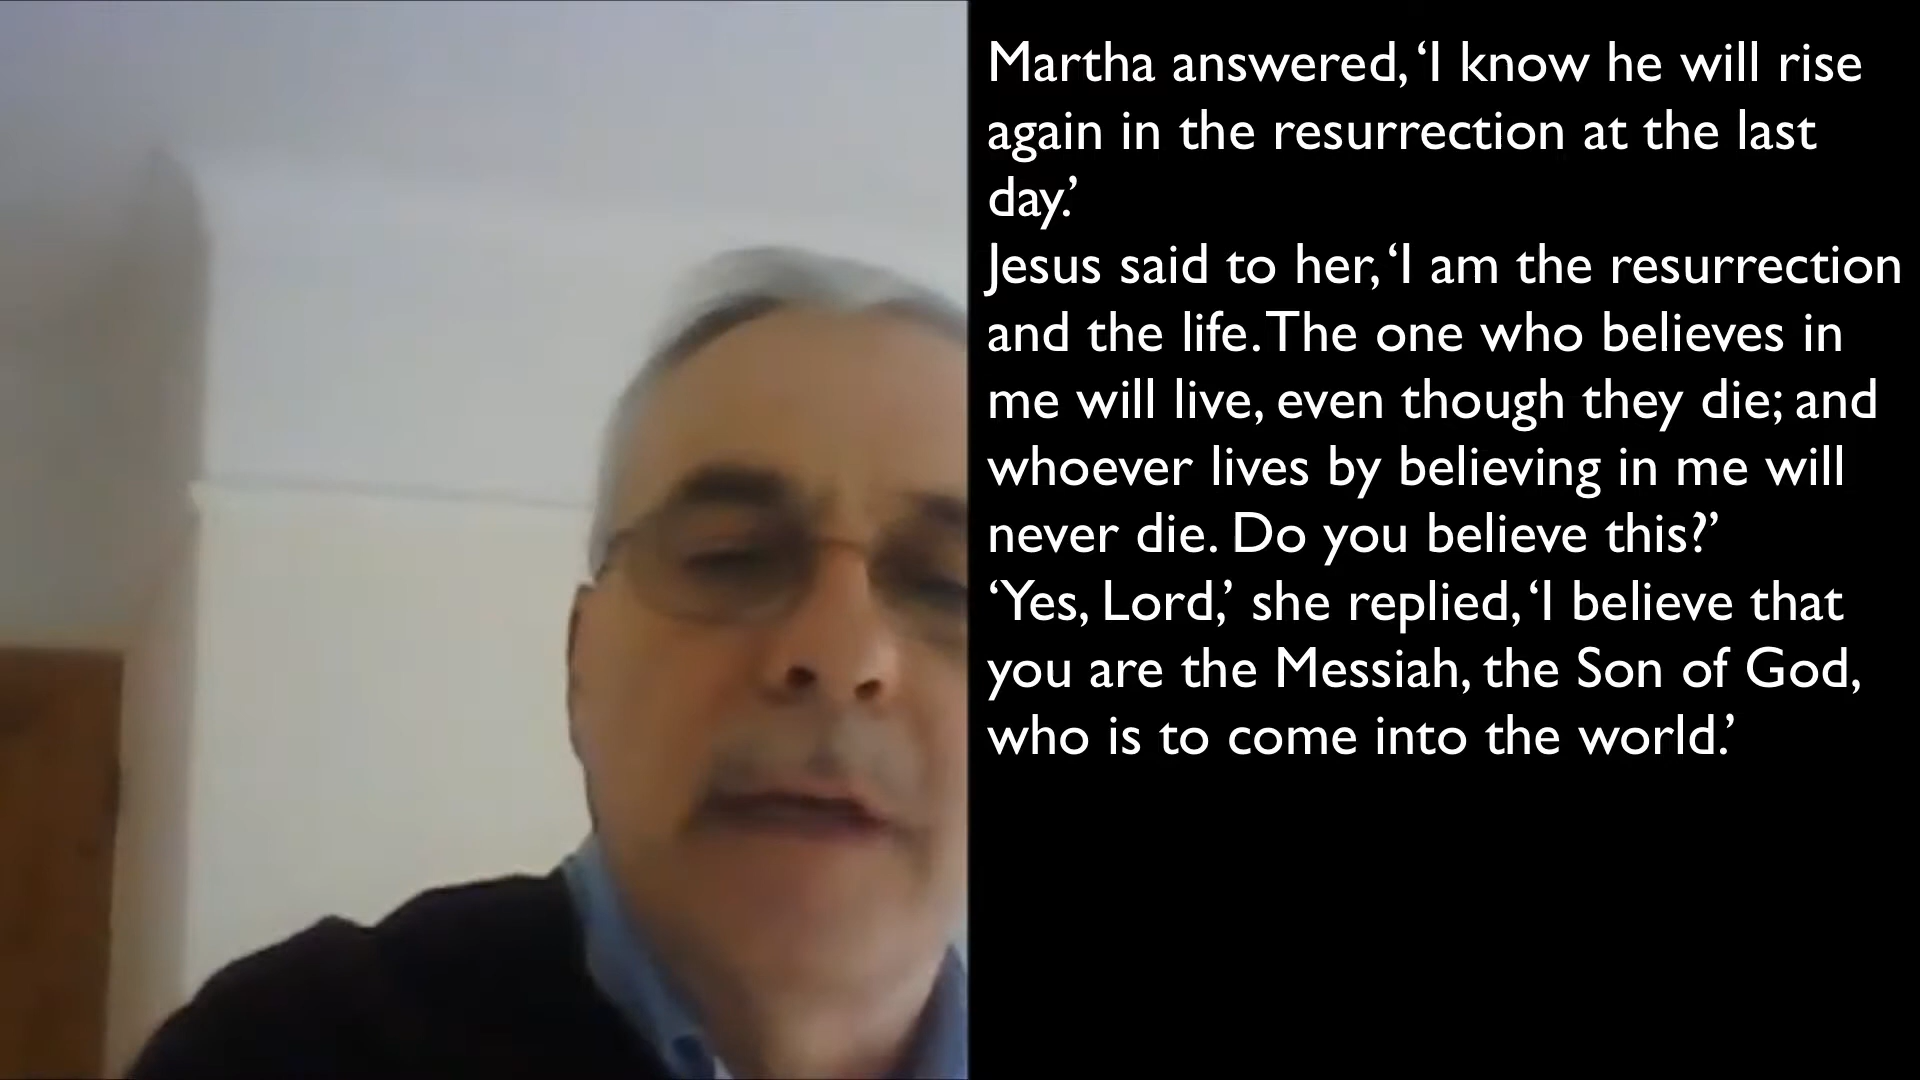 Martha answered, ‘I know he will rise
again in the resurrection at the last
day.’
Jesus said to her, ‘I am the resurrection
and the life. The one who believes in
me will live, even though they die; and
whoever lives by believing in me will
never die. Do you believe this?’
‘Yes, Lord,’ she replied, ‘I believe that
you are the Messiah, the Son of God,
who is to come into the world.’